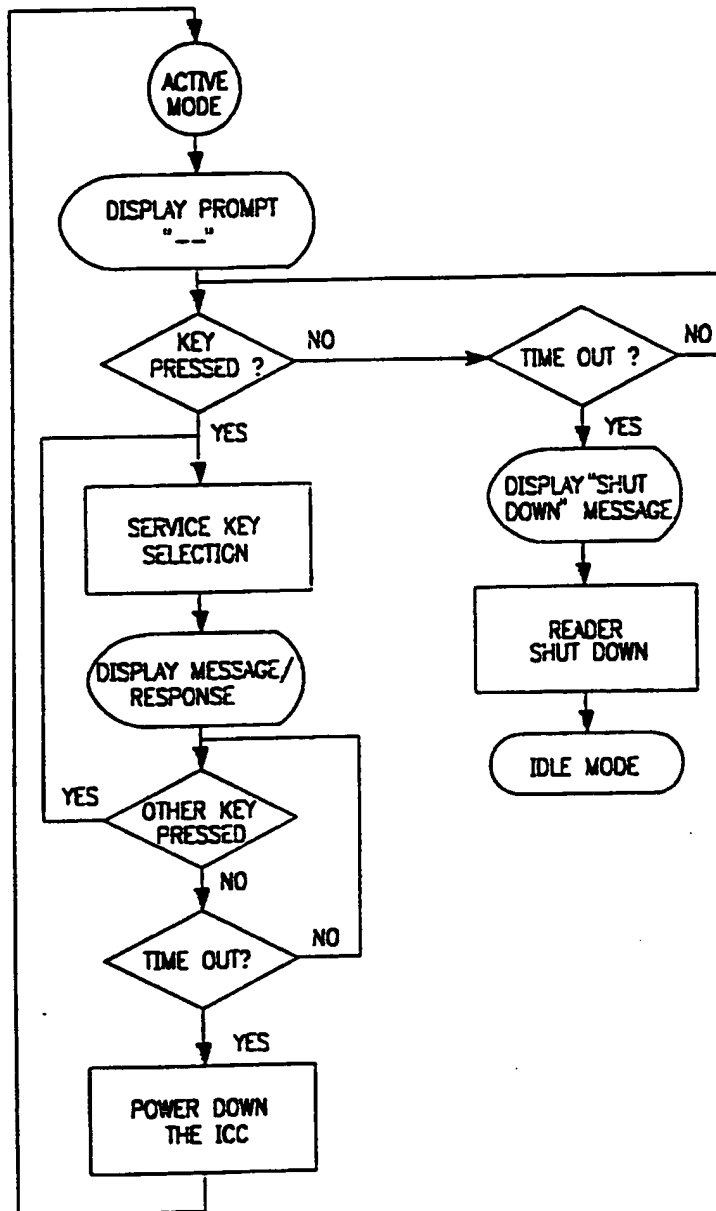 ACTIVE
MODE
DISPLAY PROMPT
"__"
KEY
PRESSED ?
NO
TIME OUT ?
NO
YES
YES
SERVICE KEY
SELECTION
DISPLAY "SHUT
DOWN" MESSAGE
DISPLAY MESSAGE/
RESPONSE
READER
SHUT DOWN
IDLE MODE
YES
OTHER KEY
PRESSED
NO
TIME OUT?
NO
YES
POWER DOWN
THE ICC